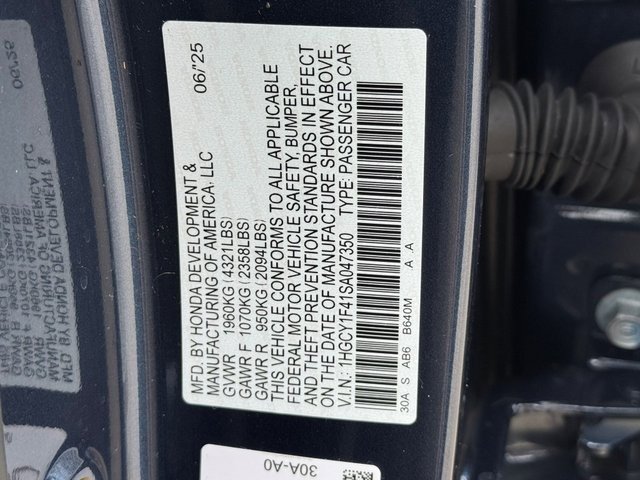 MFD. BY HONDA DEVELOPMENT & 06/'25
MANUFACTURING OF AMERICA, LLC
GVWR 1960KG (4321LBS)
GAWR F 1070KG (2358LBS)
GAWR R 950KG (2094LBS)
THIS VEHICLE CONFORMS TO ALL APPLICABLE
FEDERAL MOTOR VEHICLE SAFETY, BUMPER,
AND THEFT PREVENTION STANDARDS IN EFFECT
ON THE DATE OF MANUFACTURE SHOWN ABOVE.
V.I.N.: 1HGCY1F41SA047350 TYPE: PASSENGER CAR
30A S AB6 B640M A A
30A-A0